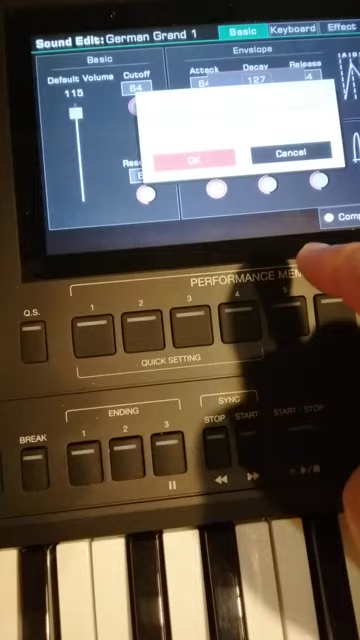 Sound Edit: German Grand 1
Basic
Keyboard
Effect
Basic
Envelope
Default Volume
Cutoff
Attack
Decay
Release
115
64
127
OK
Cancel
PERFORMANCE MEM
Q.S.
1
2
3
4
5
QUICK SETTING
ENDING
SYNC
BREAK
1
2
3
STOP
START
START / STOP